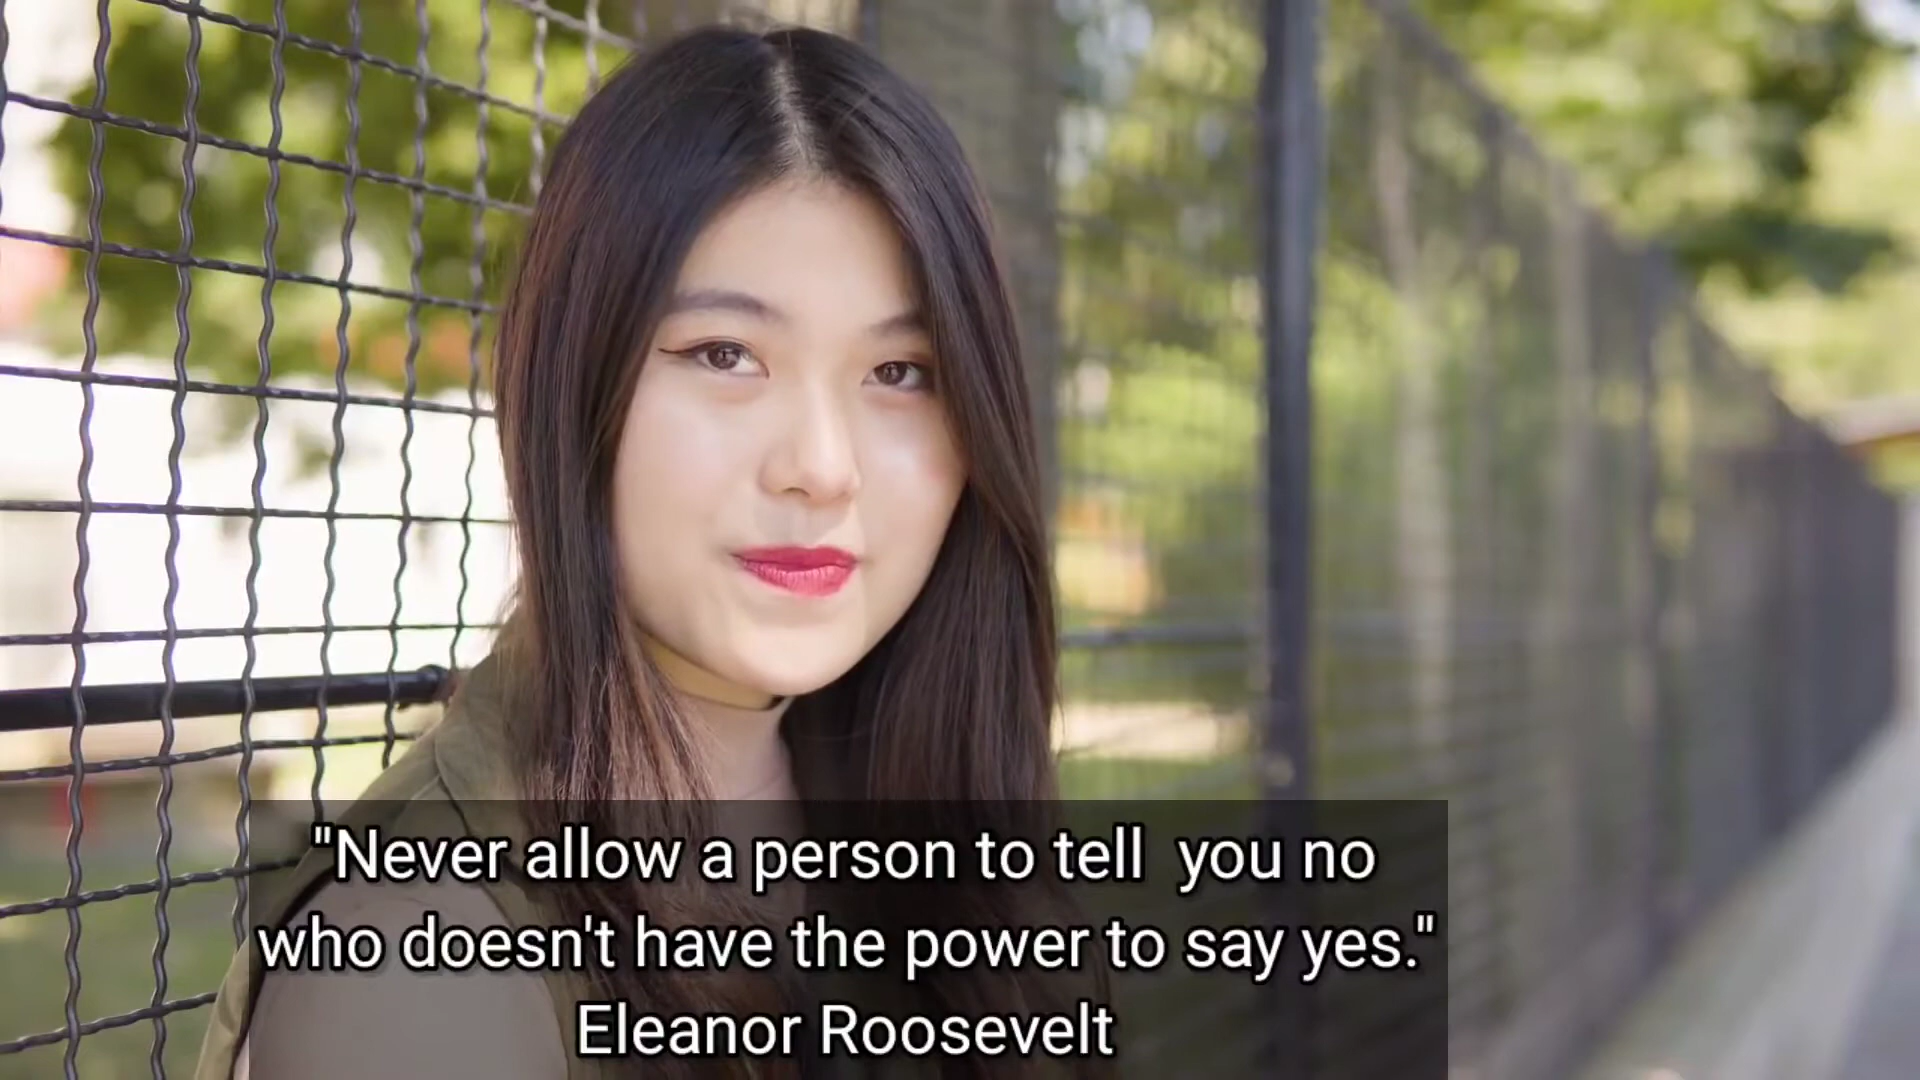 "Never allow a person to tell  you no
who doesn't have the power to say yes."
Eleanor Roosevelt